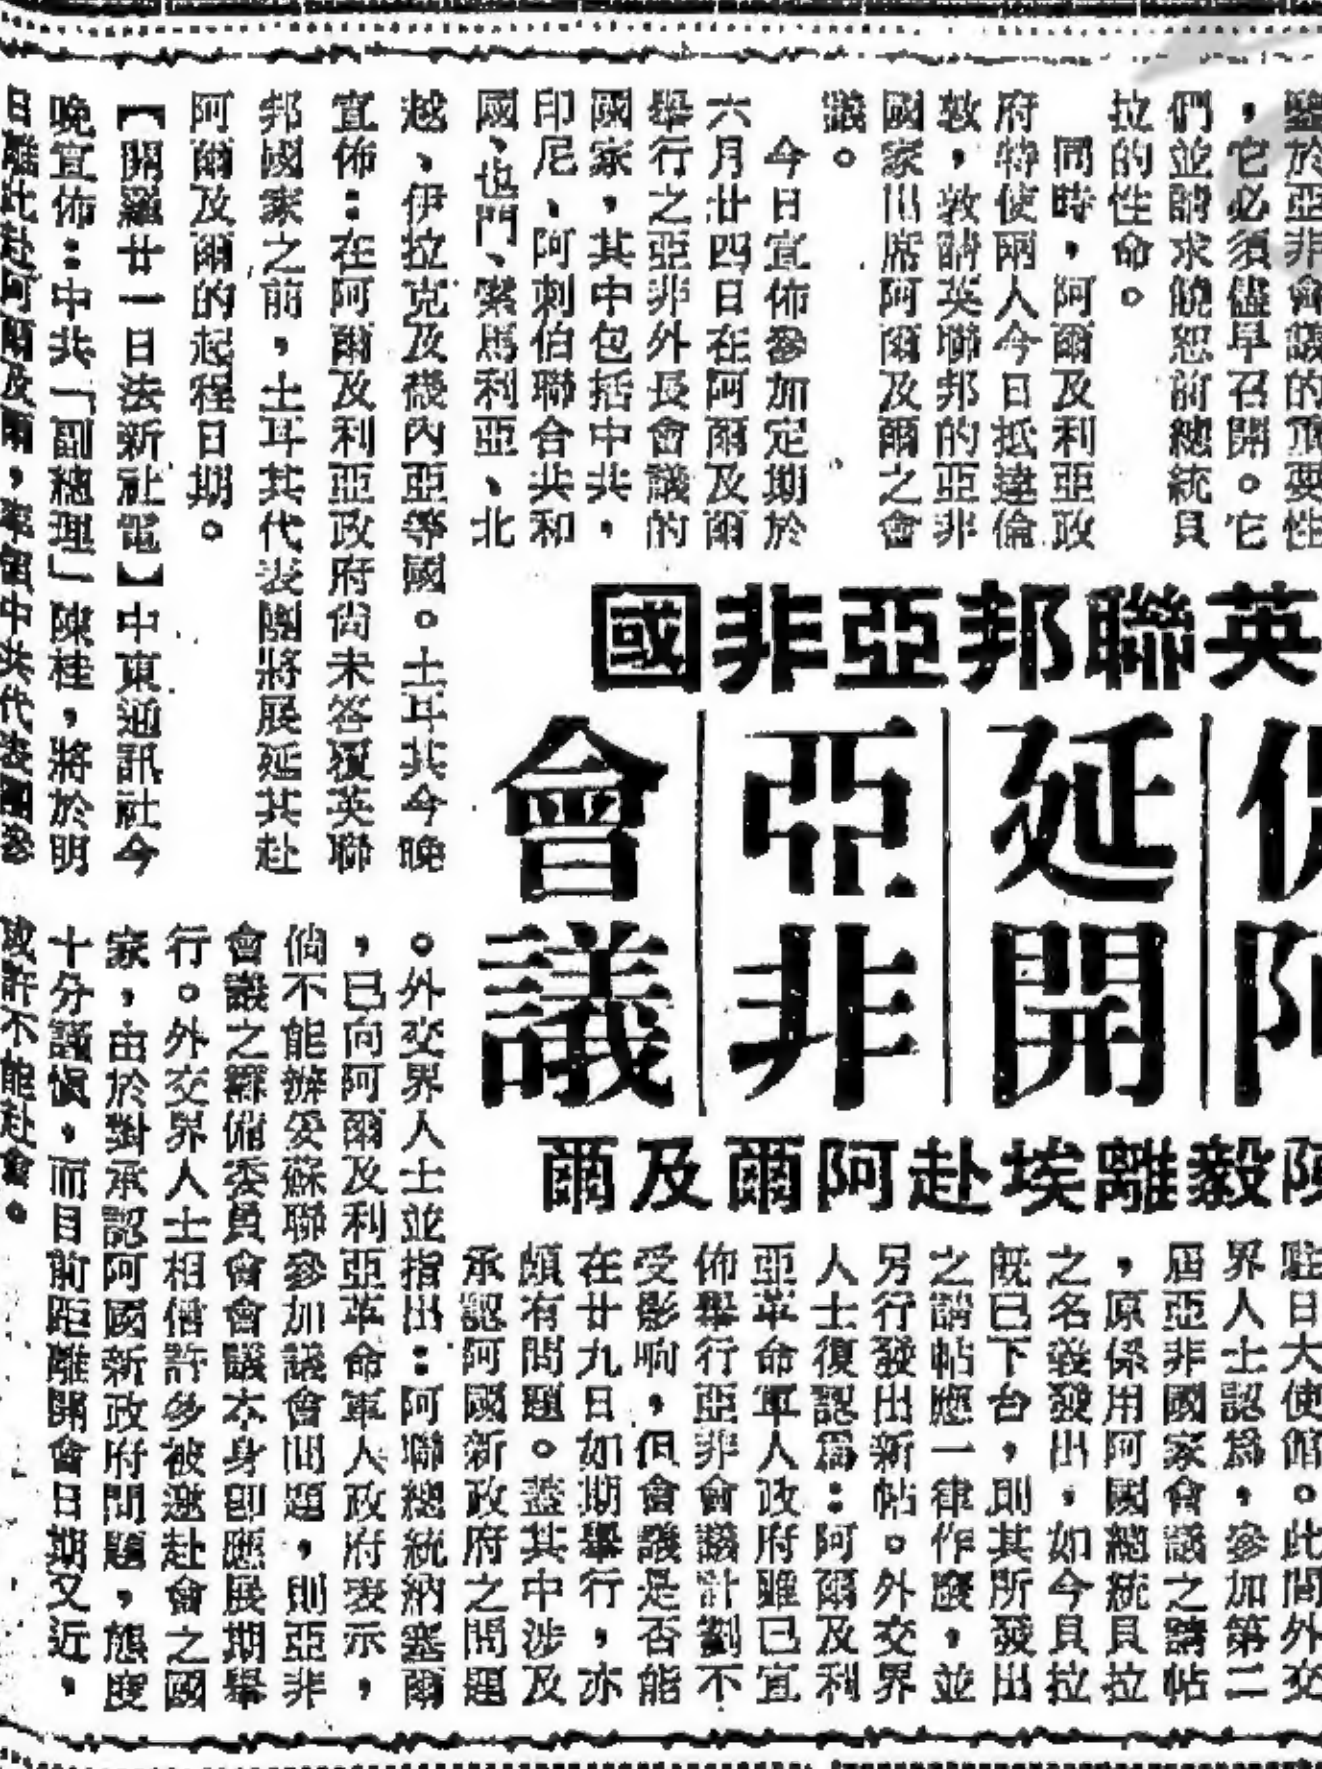 英聯邦亞非國
促阿
延開
亞非
會議
陳毅離埃赴阿爾及爾
鑒於亞非會議的重要性
，它必須儘早召開。它
們並請求饒恕前總統貝
拉的性命。
同時，阿爾及利亞政
府特使兩人今日抵達倫
敦，敦請英聯邦的亞非
國家出席阿爾及爾之會
議。
今日宣佈參加定期於
六月廿四日在阿爾及爾
舉行之亞非外長會議的
國家，其中包括中共，
印尼、阿剌伯聯合共和
國、也門、索馬利亞、北
越、伊拉克及磯內亞等國。土耳其今晚
宣佈：在阿爾及利亞政府尚未答覆英聯
邦國家之前，土耳其代表團將展延其赴
阿爾及爾的起程日期。
【開羅廿一日法新社電】中東通訊社今
晚宣佈：中共「副總理」陳桂，將於明
日離此赴阿爾及爾，率領中共代表團參
駐日大使館。此間外交
界人士認爲，參加第二
屆亞非國家會議之請帖
，原係用阿國總統貝拉
之名義發出，如今貝拉
既已下台，則其所發出
之請帖應一律作廢，並
另行發出新帖。外交界
人士復認爲：阿爾及利
亞革命軍人政府雖已宣
佈舉行亞非會議計劃不
受影响，但會議是否能
在廿九日如期舉行，亦
頗有問題。蓋其中涉及
承認阿國新政府之問題
。外交界人士並指出：阿聯總統納塞爾
，已向阿爾及利亞革命軍人政府表示，
倘不能辦妥蘇聯參加議會問題，則亞非
會議之籌備委員會會議本身卽應展期舉
行。外交界人士相信許多被邀赴會之國
家，由於對承認阿國新政府問題，態度
十分謹愼，而目前距離開會日期又近，
或許不能赴會。